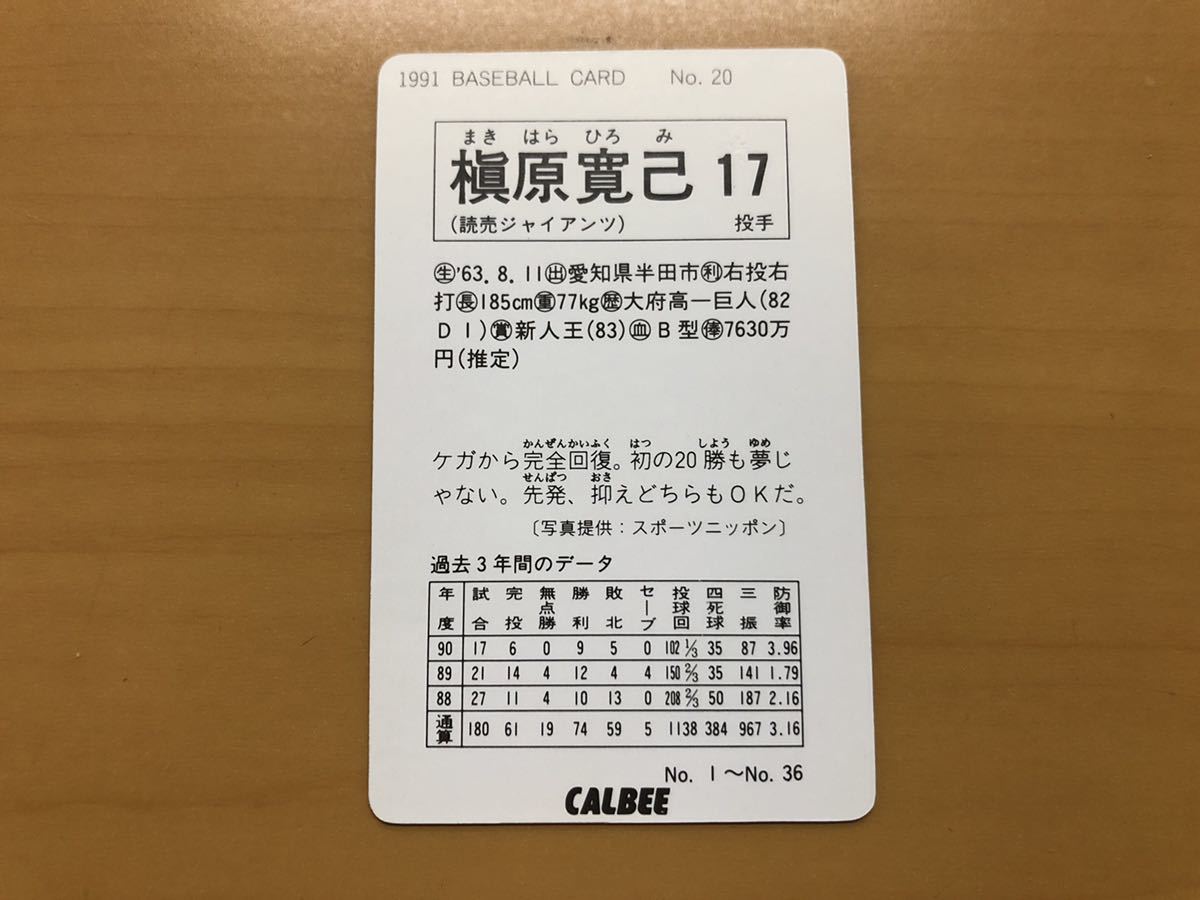 1991 BASEBALL CARD No. 20
まき はら ひろ み
槇原寛己 17
(読売ジャイアンツ) 投手
㊤'63.8.11㊦愛知県半田市㊒右投右
打㊐185cm㊥77kg㊭大府高—巨人(82
D1)㊮新人王(83)㊋B型㊌7630万
円(推定)
かんぜんかいふく はつ しよう ゆめ
ケガから完全回復。初の20勝も夢じ
せんぱつ おさ
ゃない。先発、抑えどちらもOKだ。
〔写真提供:スポーツニッポン〕
過去3年間のデータ
年度 試合 完投 無点勝 勝利 敗北 セーブ 投球回 四死球 三振 防御率
90 17 6 0 9 5 0 102 1/3 35 87 3.96
89 21 14 4 12 4 4 150 2/3 35 141 1.79
88 27 11 4 10 13 0 208 2/3 50 187 2.16
通算 180 61 19 74 59 5 1138 384 967 3.16
No. 1~No. 36
CALBEE